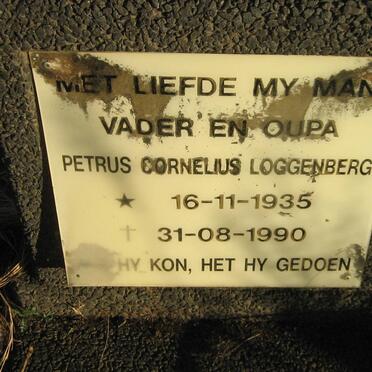 MET LIEFDE MY MAN
VADER EN OUPA
PETRUS CORNELIUS LOGGENBERG
★ 16-11-1935
† 31-08-1990
HY KON, HET HY GEDOEN